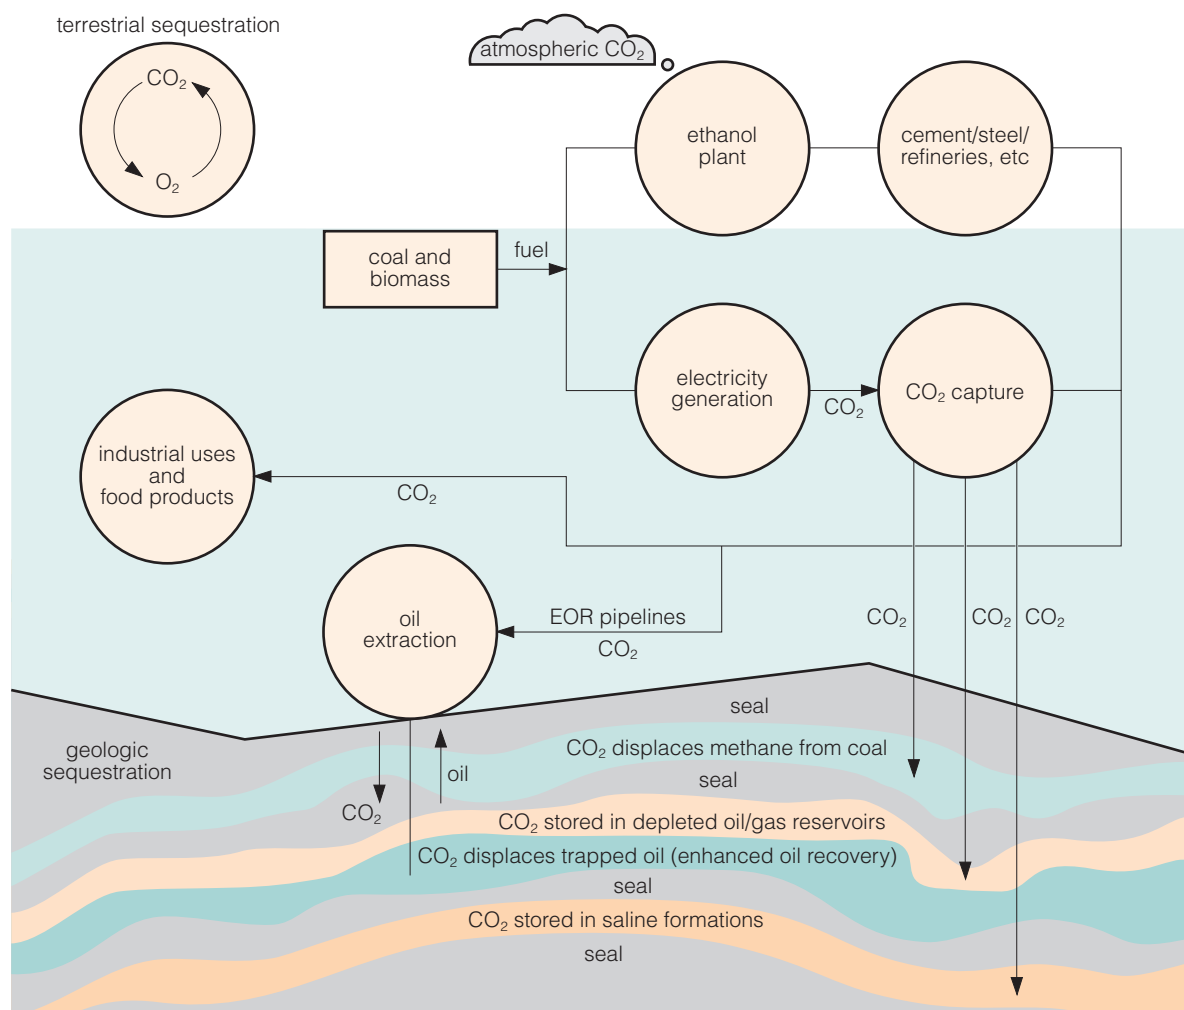 terrestrial sequestration
CO₂
O₂
atmospheric CO₂
ethanol
plant
cement/steel/
refineries, etc
coal and
biomass
fuel
electricity
generation
CO₂
CO₂ capture
industrial uses
and
food products
CO₂
oil
extraction
EOR pipelines
CO₂
CO₂
CO₂
CO₂
geologic
sequestration
seal
CO₂ displaces methane from coal
seal
oil
CO₂
CO₂ stored in depleted oil/gas reservoirs
CO₂ displaces trapped oil (enhanced oil recovery)
seal
CO₂ stored in saline formations
seal